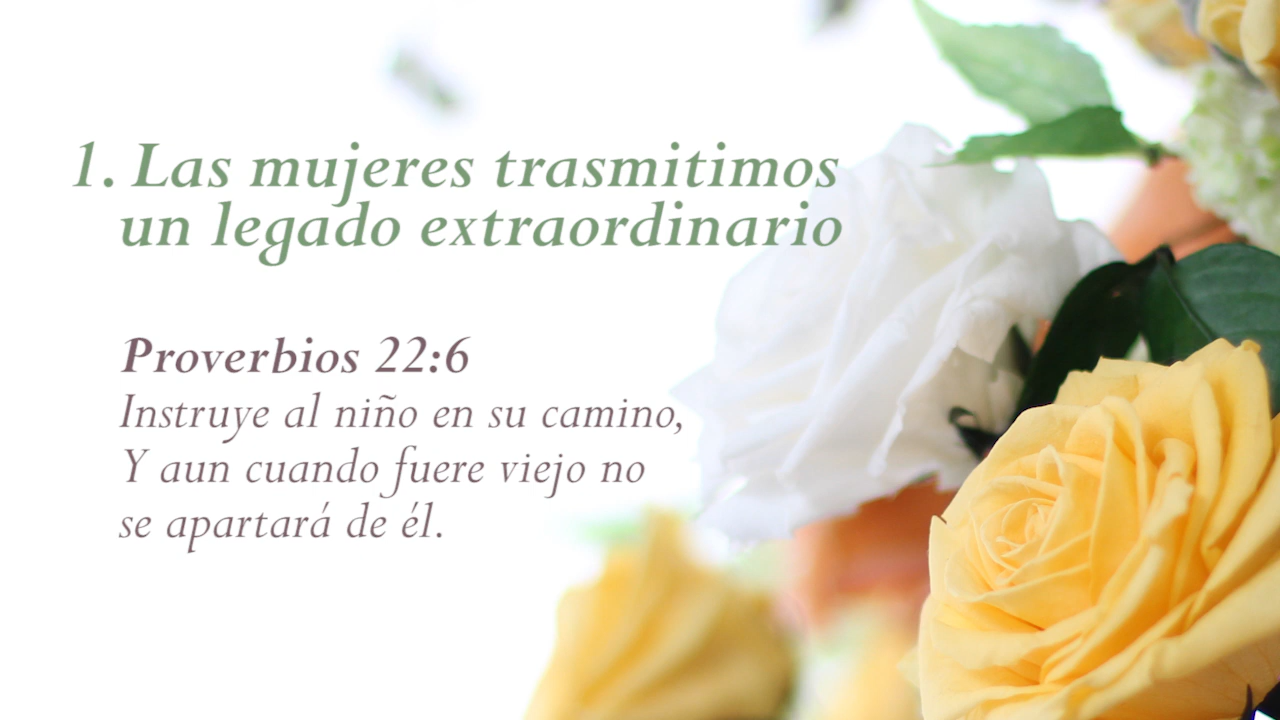 1. Las mujeres trasmitimos
un legado extraordinario
Proverbios 22:6
Instruye al niño en su camino,
Y aun cuando fuere viejo no
se apartará de él.